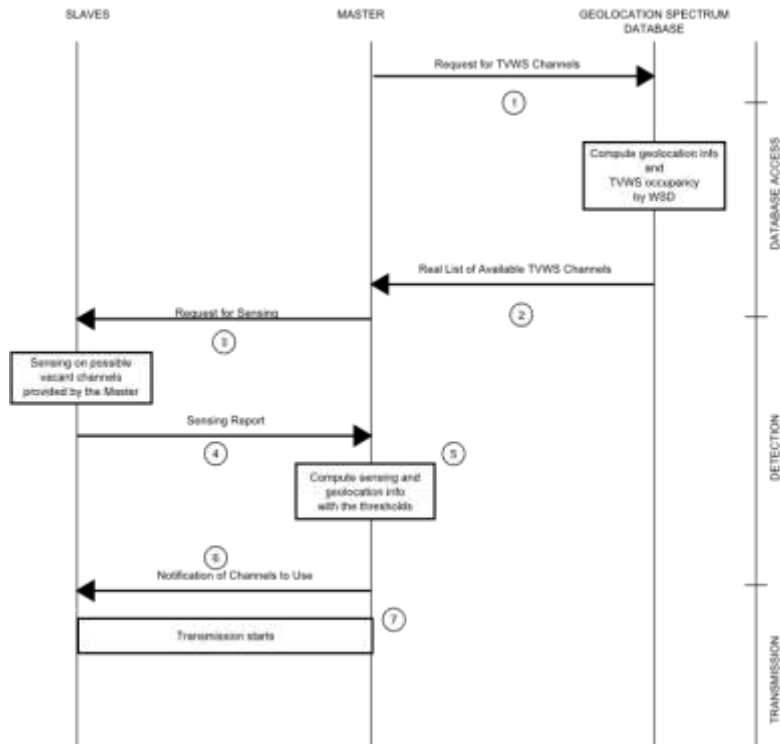 SLAVES
MASTER
GEOLOCATION SPECTRUM
DATABASE
Request for TVWS Channels
1
Compute geolocation info
and
TVWS occupancy
by WSD
DATABASE ACCESS
Real List of Available TVWS Channels
2
Request for Sensing
3
Sensing on possible
vacant channels
provided by the Master
Sensing Report
4
5
Compute sensing and
geolocation info
with the thresholds
DETECTION
6
Notification of Channels to Use
7
Transmission starts
TRANSMISSION